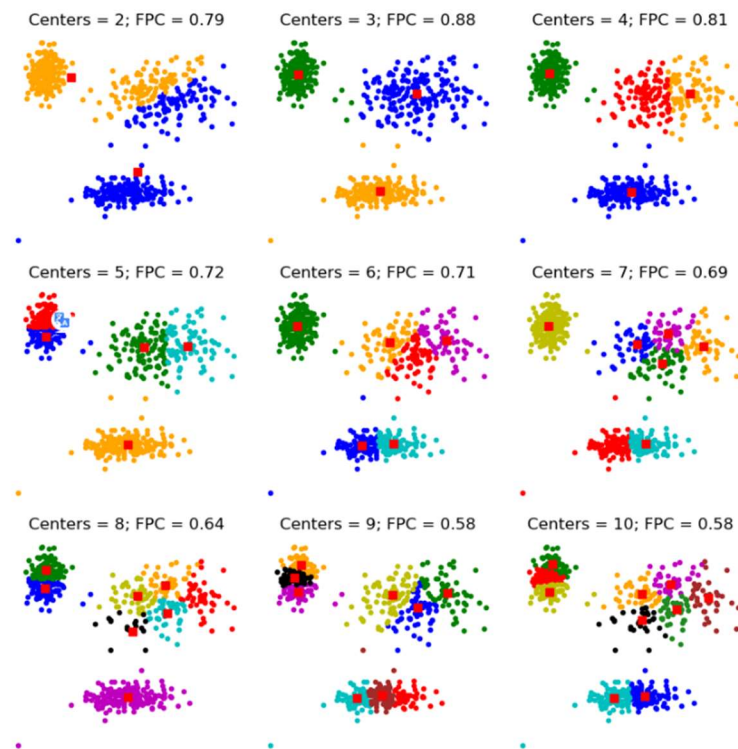 Centers = 2; FPC = 0.79
Centers = 3; FPC = 0.88
Centers = 4; FPC = 0.81
Centers = 5; FPC = 0.72
Centers = 6; FPC = 0.71
Centers = 7; FPC = 0.69
Centers = 8; FPC = 0.64
Centers = 9; FPC = 0.58
Centers = 10; FPC = 0.58